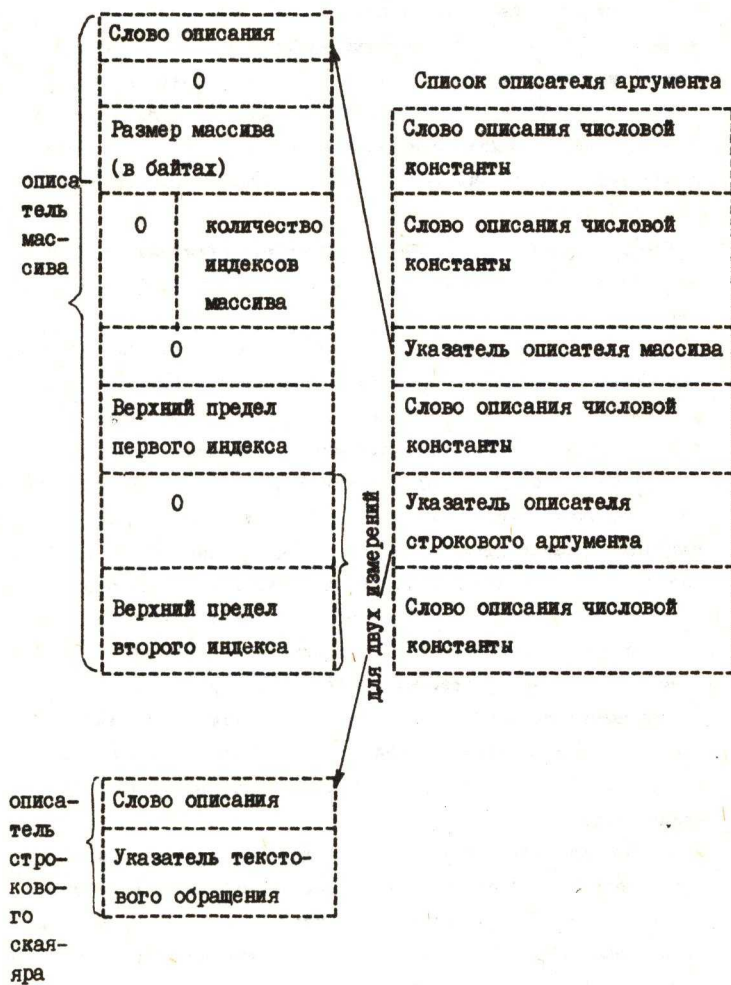 Слово описания
0
Размер массива
(в байтах)
0
количество
индексов
массива
0
Верхний предел
первого индекса
0
Верхний предел
второго индекса
описа-
тель
мас-
сива
для двух измерений
Список описателя аргумента
Слово описания числовой
константы
Слово описания числовой
константы
Указатель описателя массива
Слово описания числовой
константы
Указатель описателя
строкового аргумента
Слово описания числовой
константы
описа-
тель
стро-
ково-
го
скал-
яра
Слово описания
Указатель тексто-
вого обращения